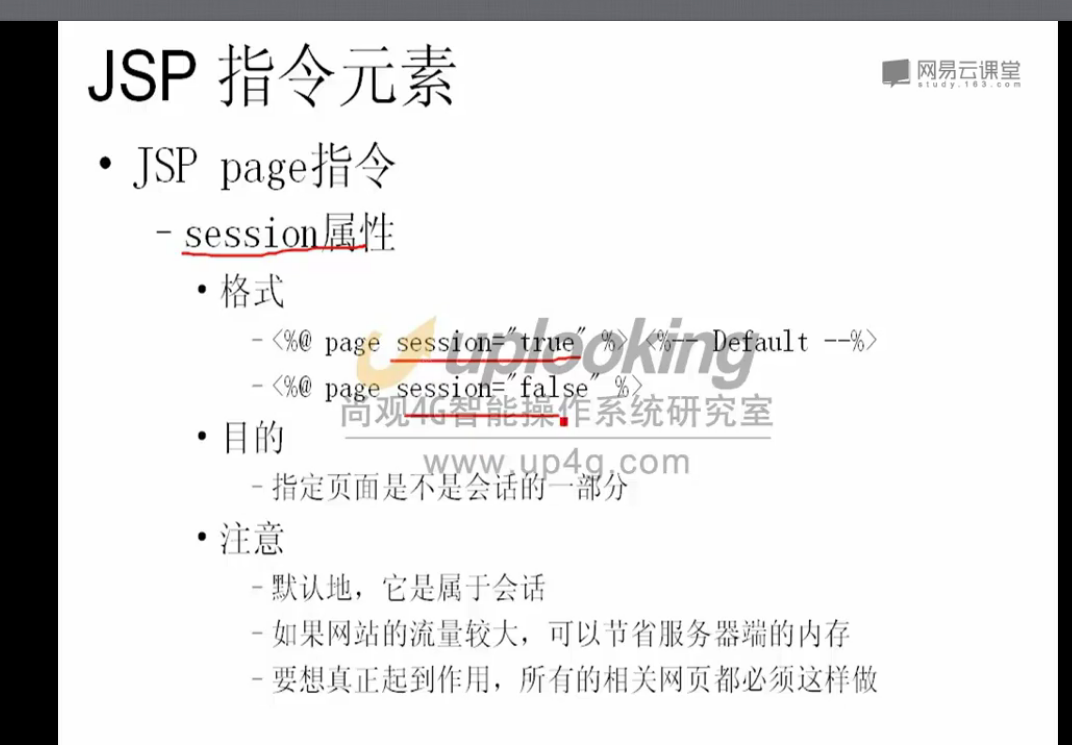 JSP 指令元素
网易云课堂
study.163.com
• JSP page指令
– session属性
• 格式
– <%@ page session="true" %> <%-- Default --%>
uplooking
– <%@ page session="false" %>
尚观4G智能操作系统研究室
• 目的
www.up4g.com
– 指定页面是不是会话的一部分
• 注意
– 默认地，它是属于会话
– 如果网站的流量较大，可以节省服务器端的内存
– 要想真正起到作用，所有的相关网页都必须这样做